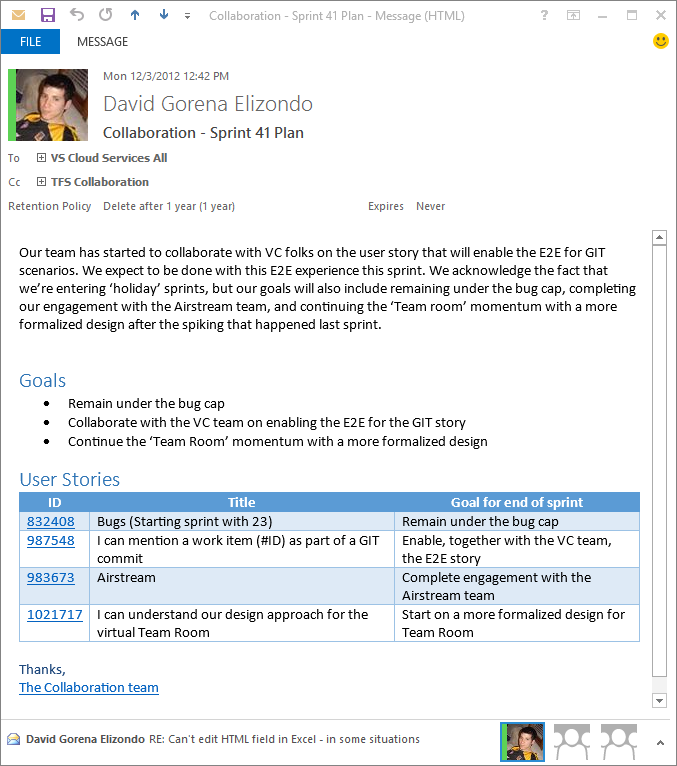 Collaboration - Sprint 41 Plan - Message (HTML)
?
FILE
MESSAGE
Mon 12/3/2012 12:42 PM
David Gorena Elizondo
Collaboration - Sprint 41 Plan
To VS Cloud Services All
Cc TFS Collaboration
Retention Policy Delete after 1 year (1 year) Expires Never
Our team has started to collaborate with VC folks on the user story that will enable the E2E for GIT
scenarios. We expect to be done with this E2E experience this sprint. We acknowledge the fact that
we’re entering ‘holiday’ sprints, but our goals will also include remaining under the bug cap, completing
our engagement with the Airstream team, and continuing the ‘Team room’ momentum with a more
formalized design after the spiking that happened last sprint.
Goals
• Remain under the bug cap
• Collaborate with the VC team on enabling the E2E for the GIT story
• Continue the ‘Team Room’ momentum with a more formalized design
User Stories
ID Title Goal for end of sprint
832408 Bugs (Starting sprint with 23) Remain under the bug cap
987548 I can mention a work item (#ID) as part of a GIT
commit
Enable, together with the VC team,
the E2E story
983673 Airstream Complete engagement with the
Airstream team
1021717 I can understand our design approach for the
virtual Team Room
Start on a more formalized design for
Team Room
Thanks,
The Collaboration team
David Gorena Elizondo RE: Can't edit HTML field in Excel - in some situations